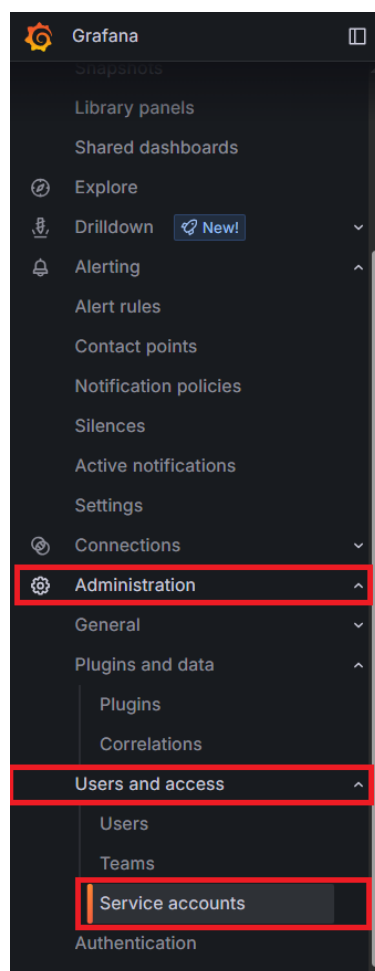 Grafana
Snapshots
Library panels
Shared dashboards
Explore
Drilldown New!
Alerting
Alert rules
Contact points
Notification policies
Silences
Active notifications
Settings
Connections
Administration
General
Plugins and data
Plugins
Correlations
Users and access
Users
Teams
Service accounts
Authentication